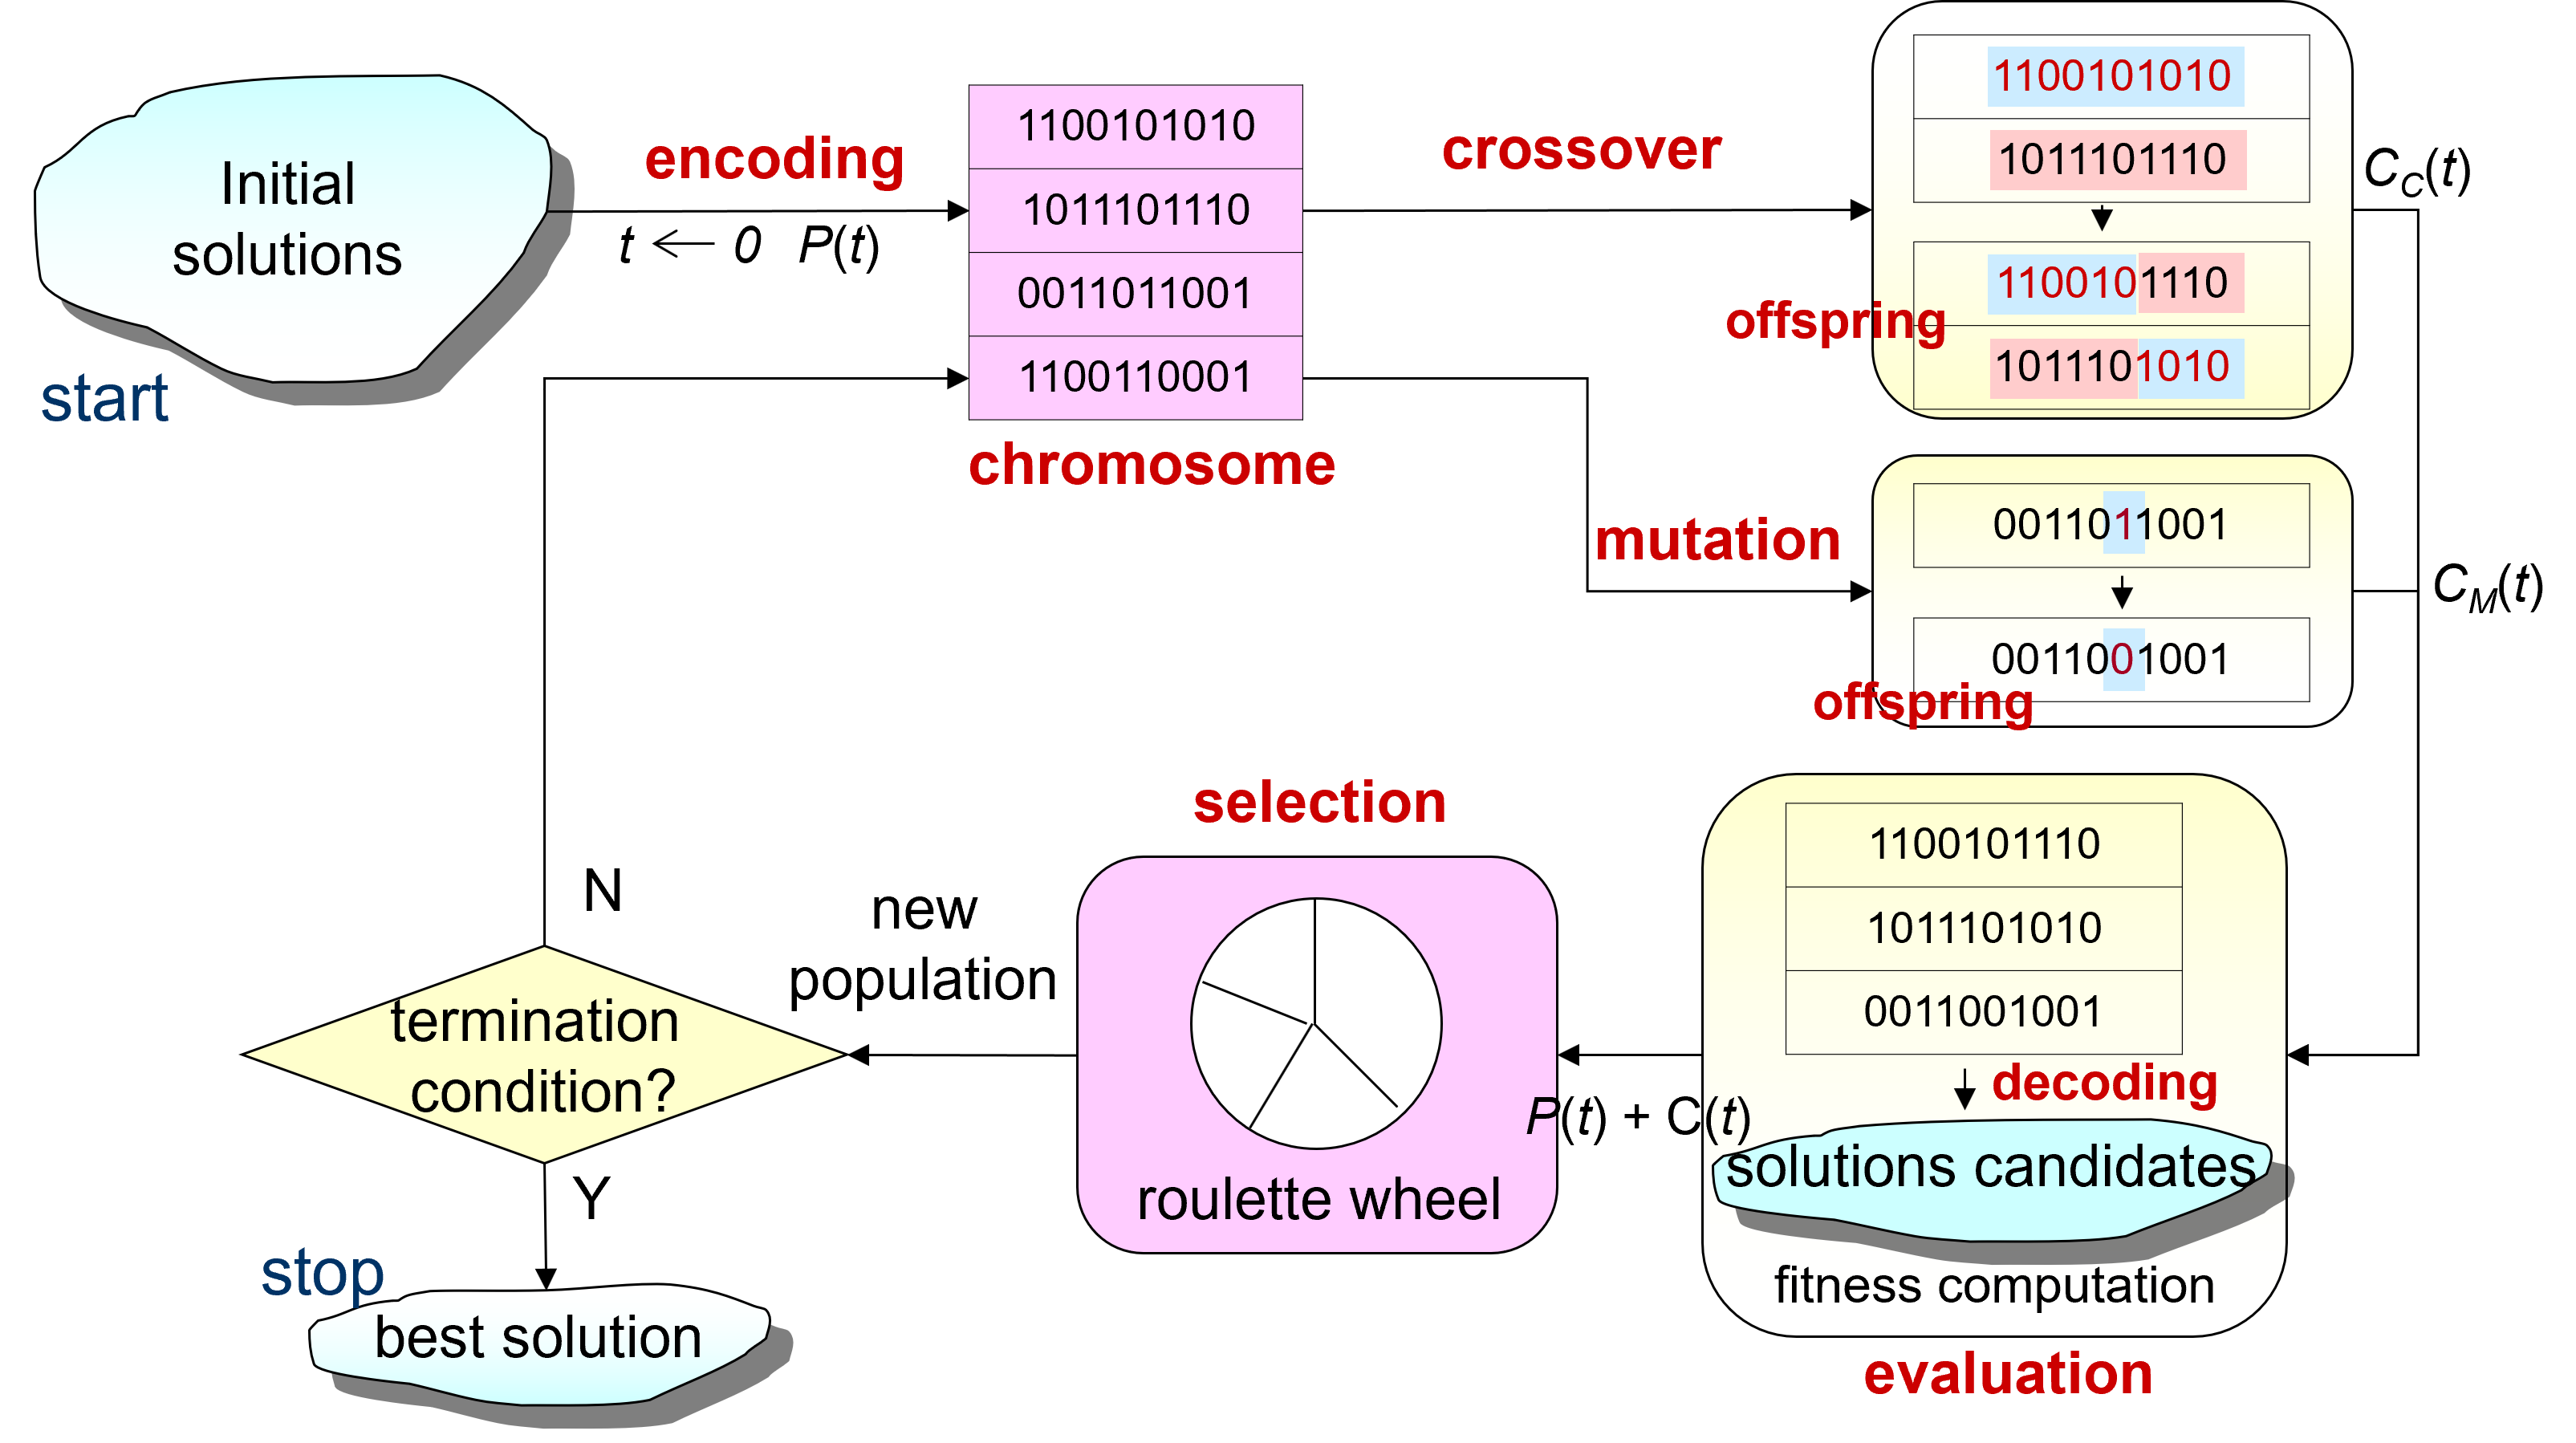 Initial
solutions
start
encoding
t ← 0 P(t)
1100101010
1011101110
0011011001
1100110001
chromosome
crossover
1100101010
1011101110
offspring
1100101110
1011101010
C_C(t)
mutation
0011011001
0011001001
offspring
C_M(t)
1100101110
1011101010
0011001001
decoding
solutions candidates
fitness computation
evaluation
P(t) + C(t)
selection
roulette wheel
new
population
termination
condition?
N
Y
stop
best solution